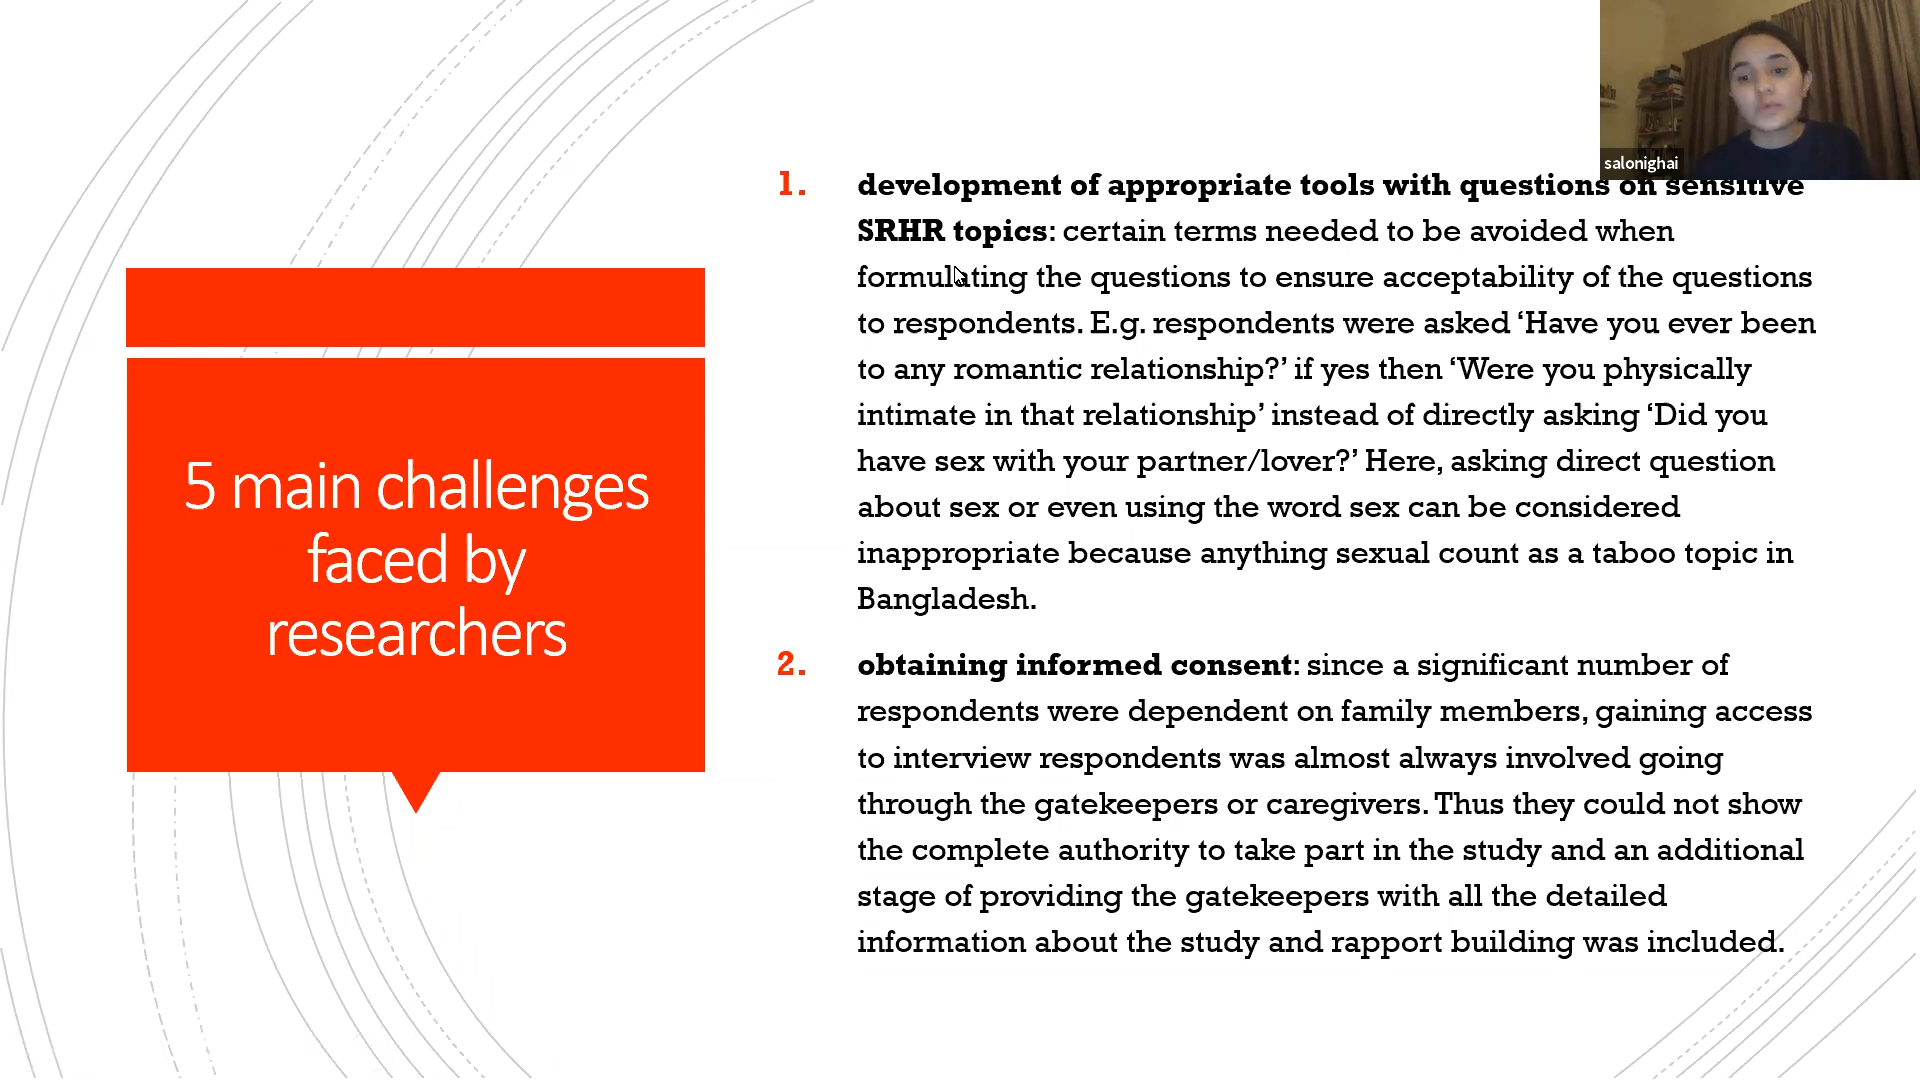 salonighai
5 main challenges
faced by
researchers
1. development of appropriate tools with questions on sensitive
SRHR topics: certain terms needed to be avoided when
formulating the questions to ensure acceptability of the questions
to respondents. E.g. respondents were asked ‘Have you ever been
to any romantic relationship?’ if yes then ‘Were you physically
intimate in that relationship’ instead of directly asking ‘Did you
have sex with your partner/lover?’ Here, asking direct question
about sex or even using the word sex can be considered
inappropriate because anything sexual count as a taboo topic in
Bangladesh.
2. obtaining informed consent: since a significant number of
respondents were dependent on family members, gaining access
to interview respondents was almost always involved going
through the gatekeepers or caregivers. Thus they could not show
the complete authority to take part in the study and an additional
stage of providing the gatekeepers with all the detailed
information about the study and rapport building was included.